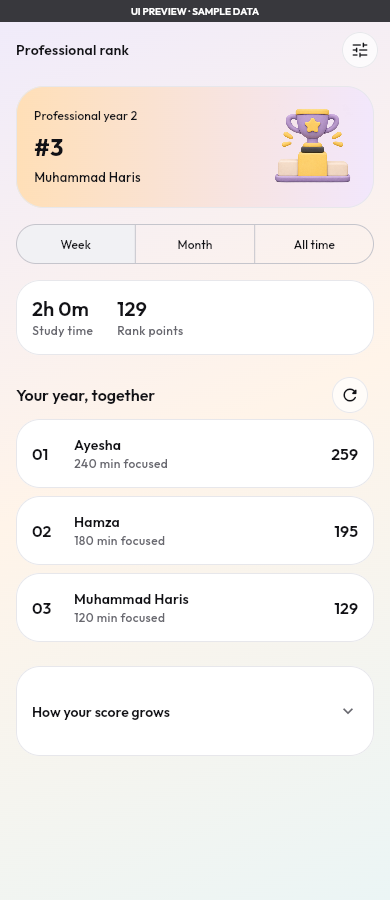 UI PREVIEW · SAMPLE DATA
Professional rank
Professional year 2
#3
Muhammad Haris
Week
Month
All time
2h 0m
129
Study time
Rank points
Your year, together
01
Ayesha
240 min focused
259
02
Hamza
180 min focused
195
03
Muhammad Haris
120 min focused
129
How your score grows